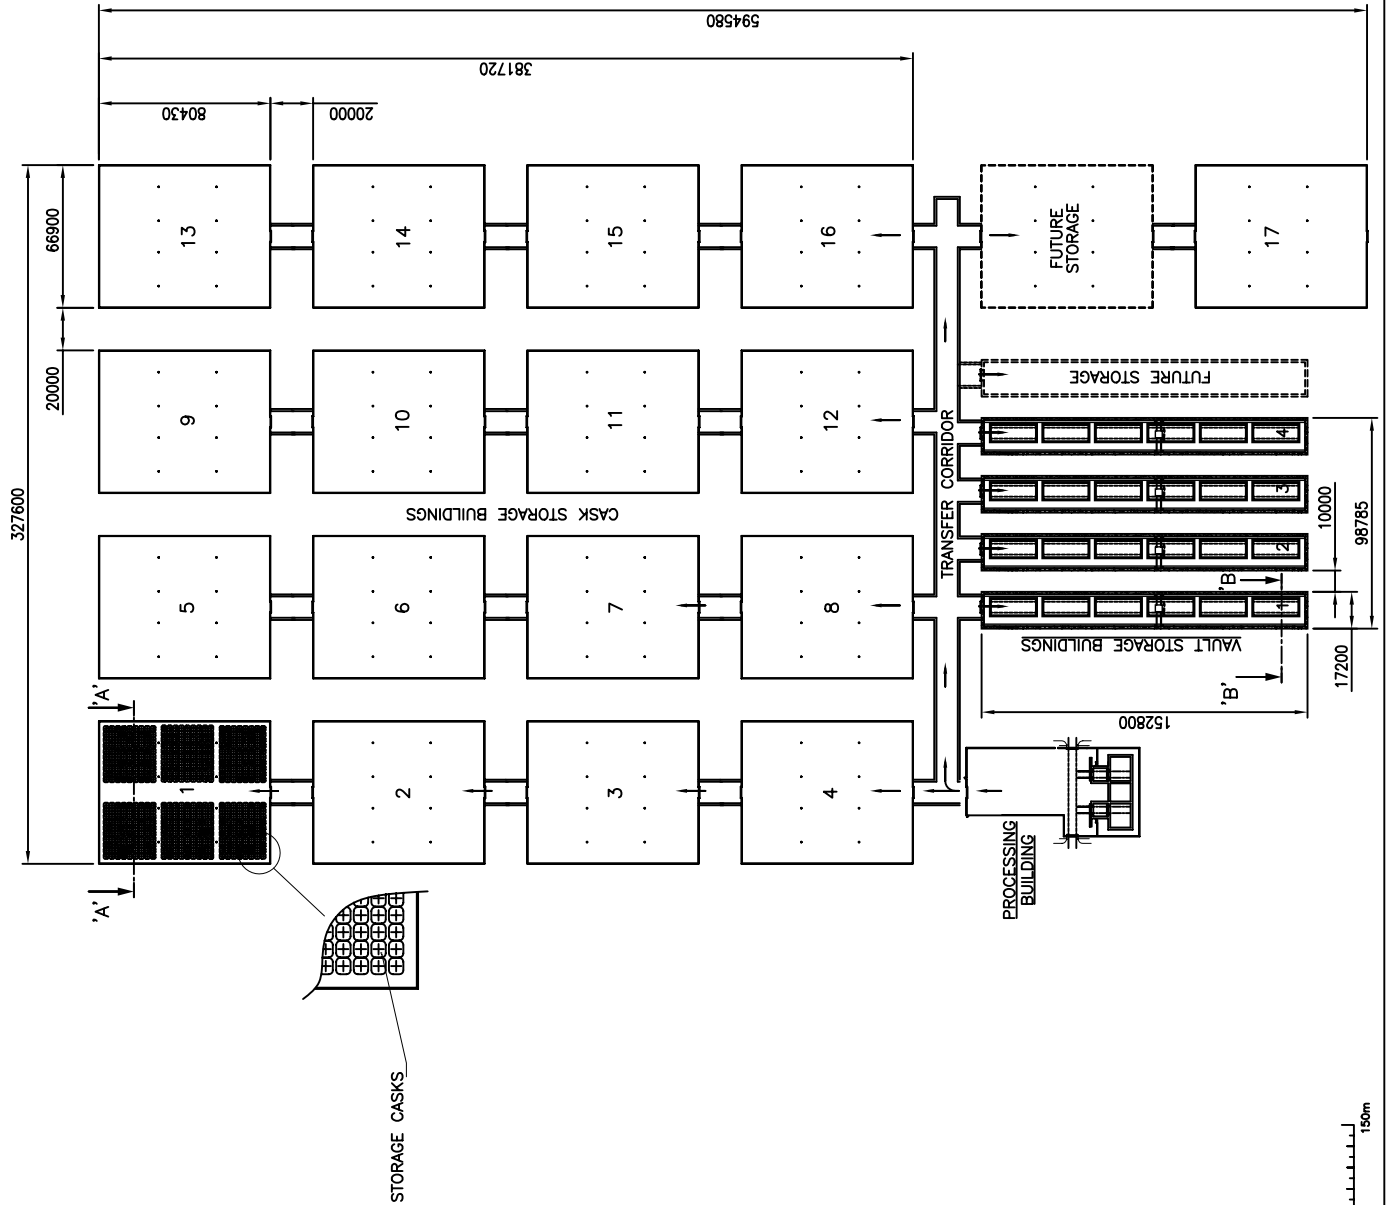 594580
381720
80430
20000
327600
66900
20000
13
14
15
16
FUTURE
STORAGE
17
9
10
11
12
FUTURE STORAGE
CASK STORAGE BUILDINGS
TRANSFER CORRIDOR
4
3
2
1
10000
98785
'B'
'B'
VAULT STORAGE BUILDINGS
17200
152800
5
6
7
8
'A'
'A'
1
2
3
4
PROCESSING
BUILDING
STORAGE CASKS
150m